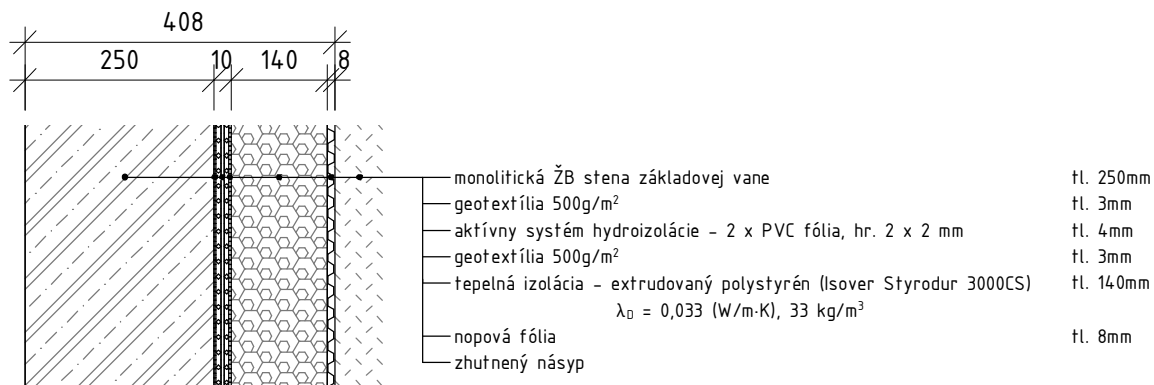 408
250 10 140 8
monolitická ŽB stena základovej vane tl. 250mm
geotextília 500g/m² tl. 3mm
aktívny systém hydroizolácie - 2 x PVC fólia, hr. 2 x 2 mm tl. 4mm
geotextília 500g/m² tl. 3mm
tepelná izolácia - extrudovaný polystyrén (Isover Styrodur 3000CS) tl. 140mm
λD = 0,033 (W/m·K), 33 kg/m³
nopová fólia tl. 8mm
zhutnený násyp